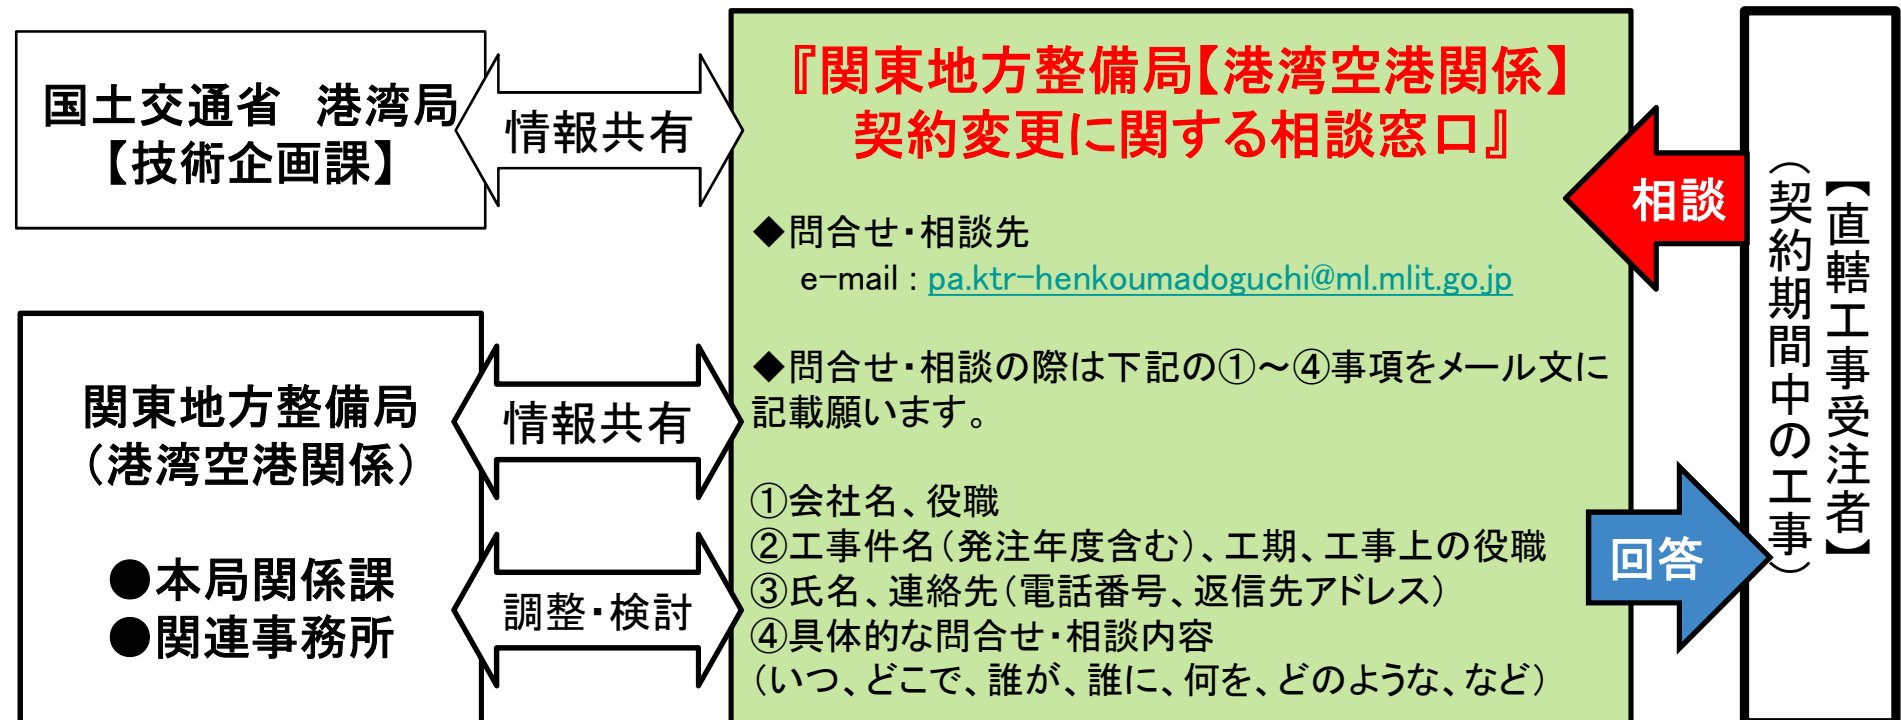 国土交通省　港湾局
【技術企画課】
情報共有
関東地方整備局
（港湾空港関係）
●本局関係課
●関連事務所
情報共有
調整・検討
『関東地方整備局【港湾空港関係】
契約変更に関する相談窓口』
◆問合せ・相談先
e-mail : pa.ktr-henkoumadoguchi@ml.mlit.go.jp
◆問合せ・相談の際は下記の①～④事項をメール文に
記載願います。
①会社名、役職
②工事件名（発注年度含む）、工期、工事上の役職
③氏名、連絡先（電話番号、返信先アドレス）
④具体的な問合せ・相談内容
（いつ、どこで、誰が、誰に、何を、どのような、など）
相談
回答
【直轄工事受注者】
（契約期間中の工事）